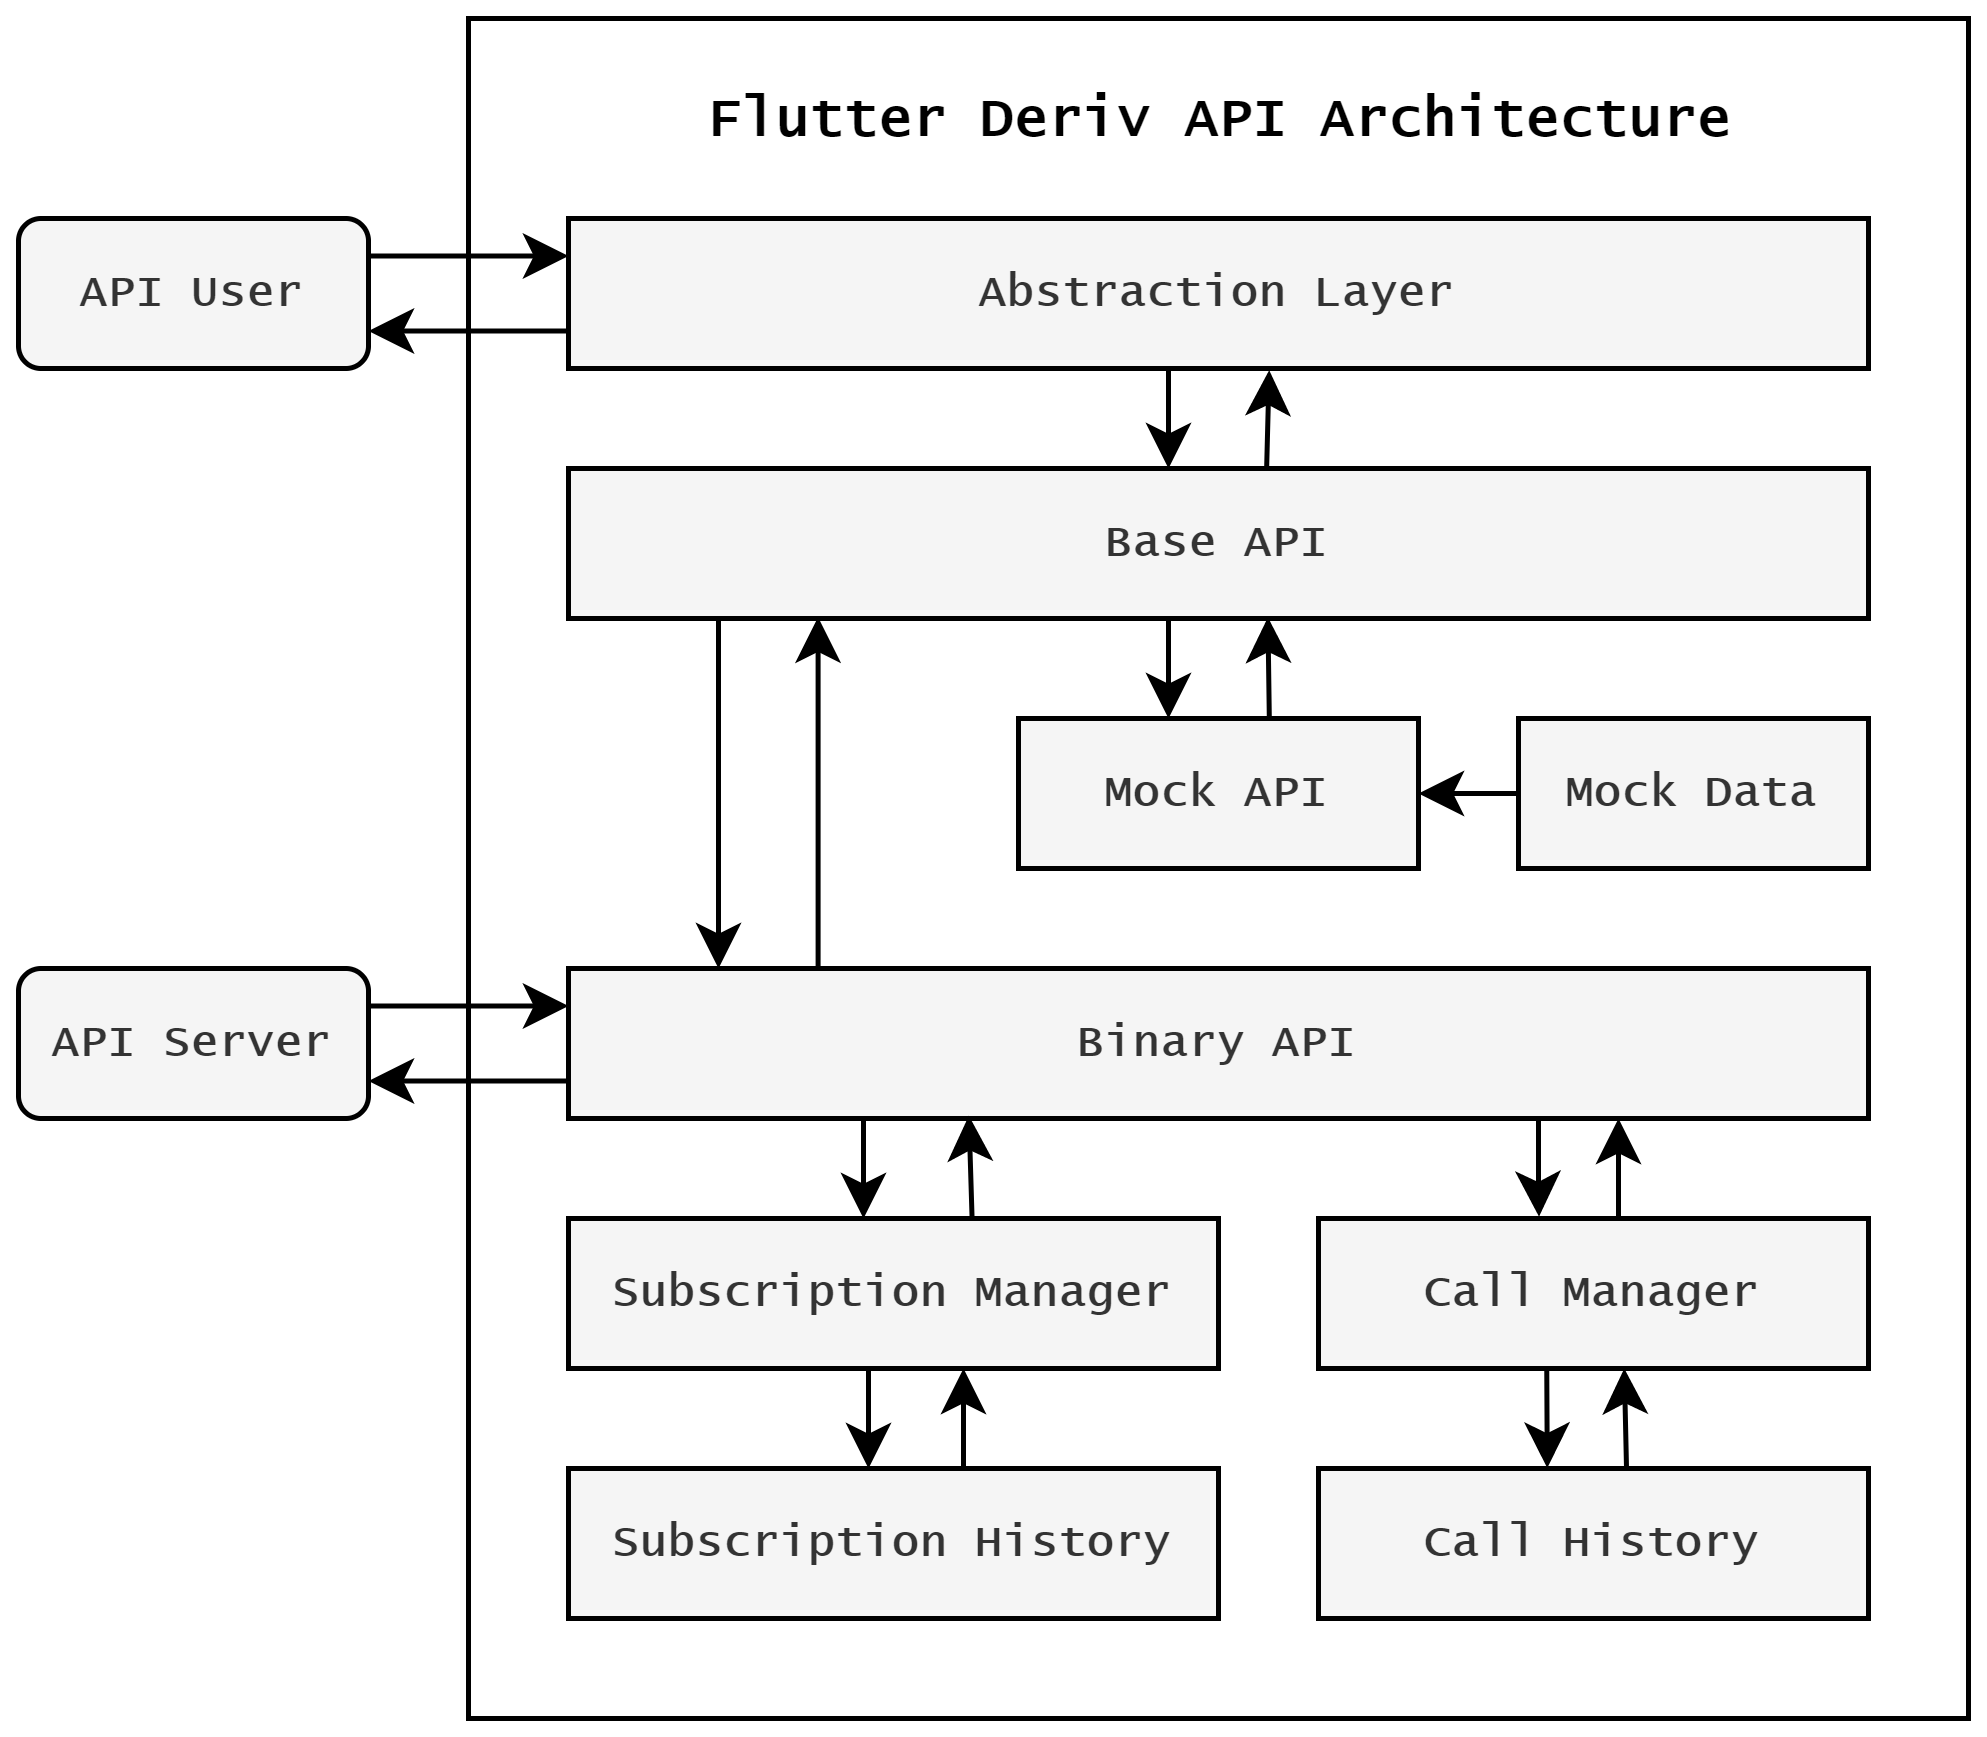 Flutter Deriv API Architecture
API User
Abstraction Layer
Base API
Mock API
Mock Data
API Server
Binary API
Subscription Manager
Call Manager
Subscription History
Call History